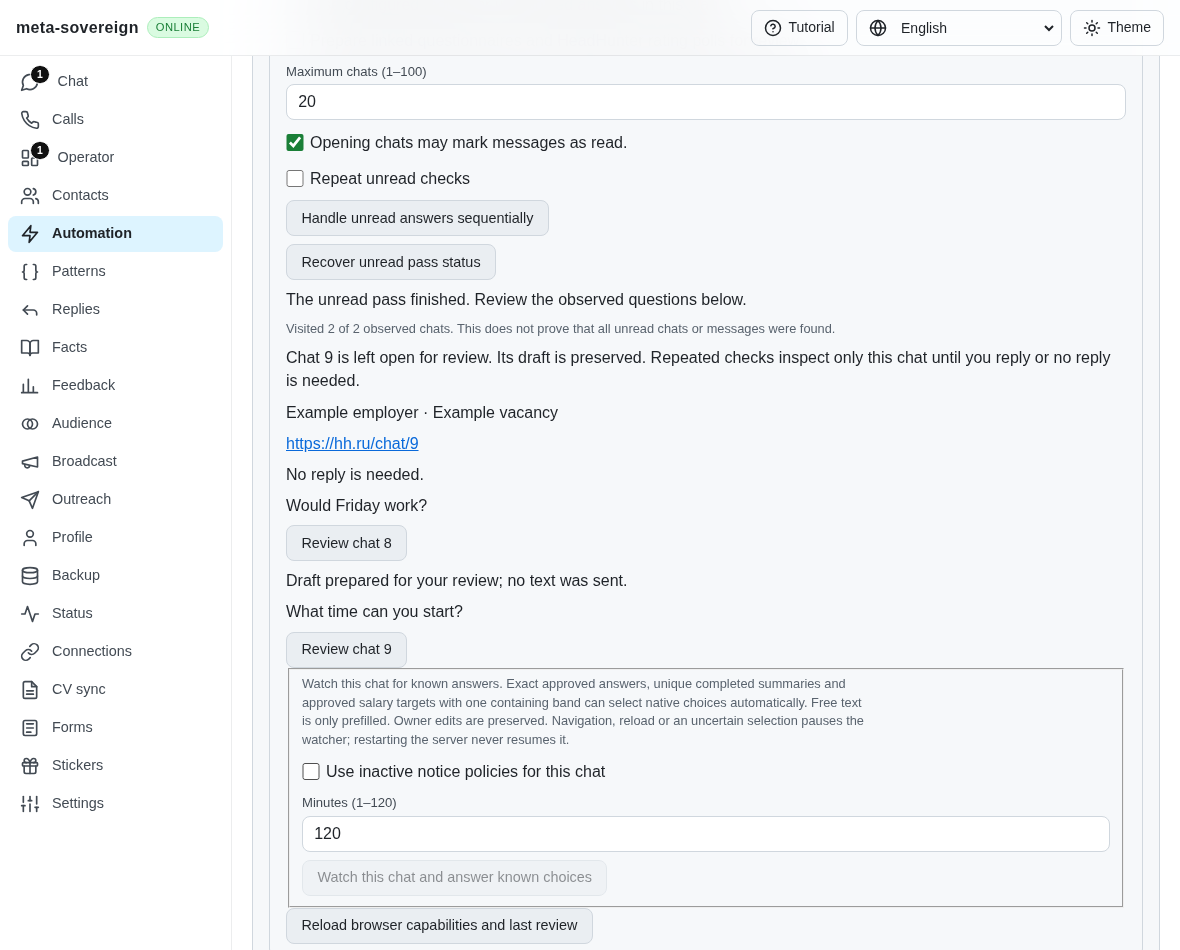 meta-sovereign ONLINE
Tutorial
English
Theme
1 Chat
Calls
1 Operator
Contacts
Automation
Patterns
Replies
Facts
Feedback
Audience
Broadcast
Outreach
Profile
Backup
Status
Connections
CV sync
Forms
Stickers
Settings
Maximum chats (1–100)
20
Opening chats may mark messages as read.
Repeat unread checks
Handle unread answers sequentially
Recover unread pass status
The unread pass finished. Review the observed questions below.
Visited 2 of 2 observed chats. This does not prove that all unread chats or messages were found.
Chat 9 is left open for review. Its draft is preserved. Repeated checks inspect only this chat until you reply or no reply
is needed.
Example employer · Example vacancy
https://hh.ru/chat/9
No reply is needed.
Would Friday work?
Review chat 8
Draft prepared for your review; no text was sent.
What time can you start?
Review chat 9
Watch this chat for known answers. Exact approved answers, unique completed summaries and
approved salary targets with one containing band can select native choices automatically. Free text
is only prefilled. Owner edits are preserved. Navigation, reload or an uncertain selection pauses the
watcher; restarting the server never resumes it.
Use inactive notice policies for this chat
Minutes (1–120)
120
Watch this chat and answer known choices
Reload browser capabilities and last review